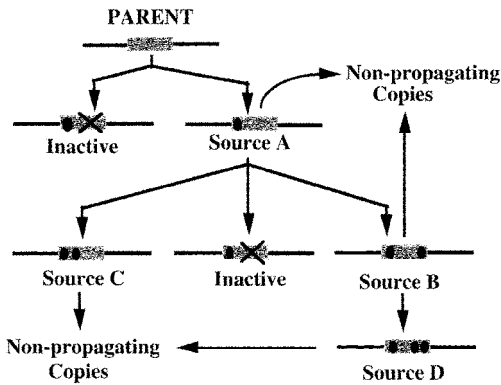 PARENT
Non-propagating
Copies
Inactive
Source A
Source C
Inactive
Source B
Non-propagating
Copies
Source D